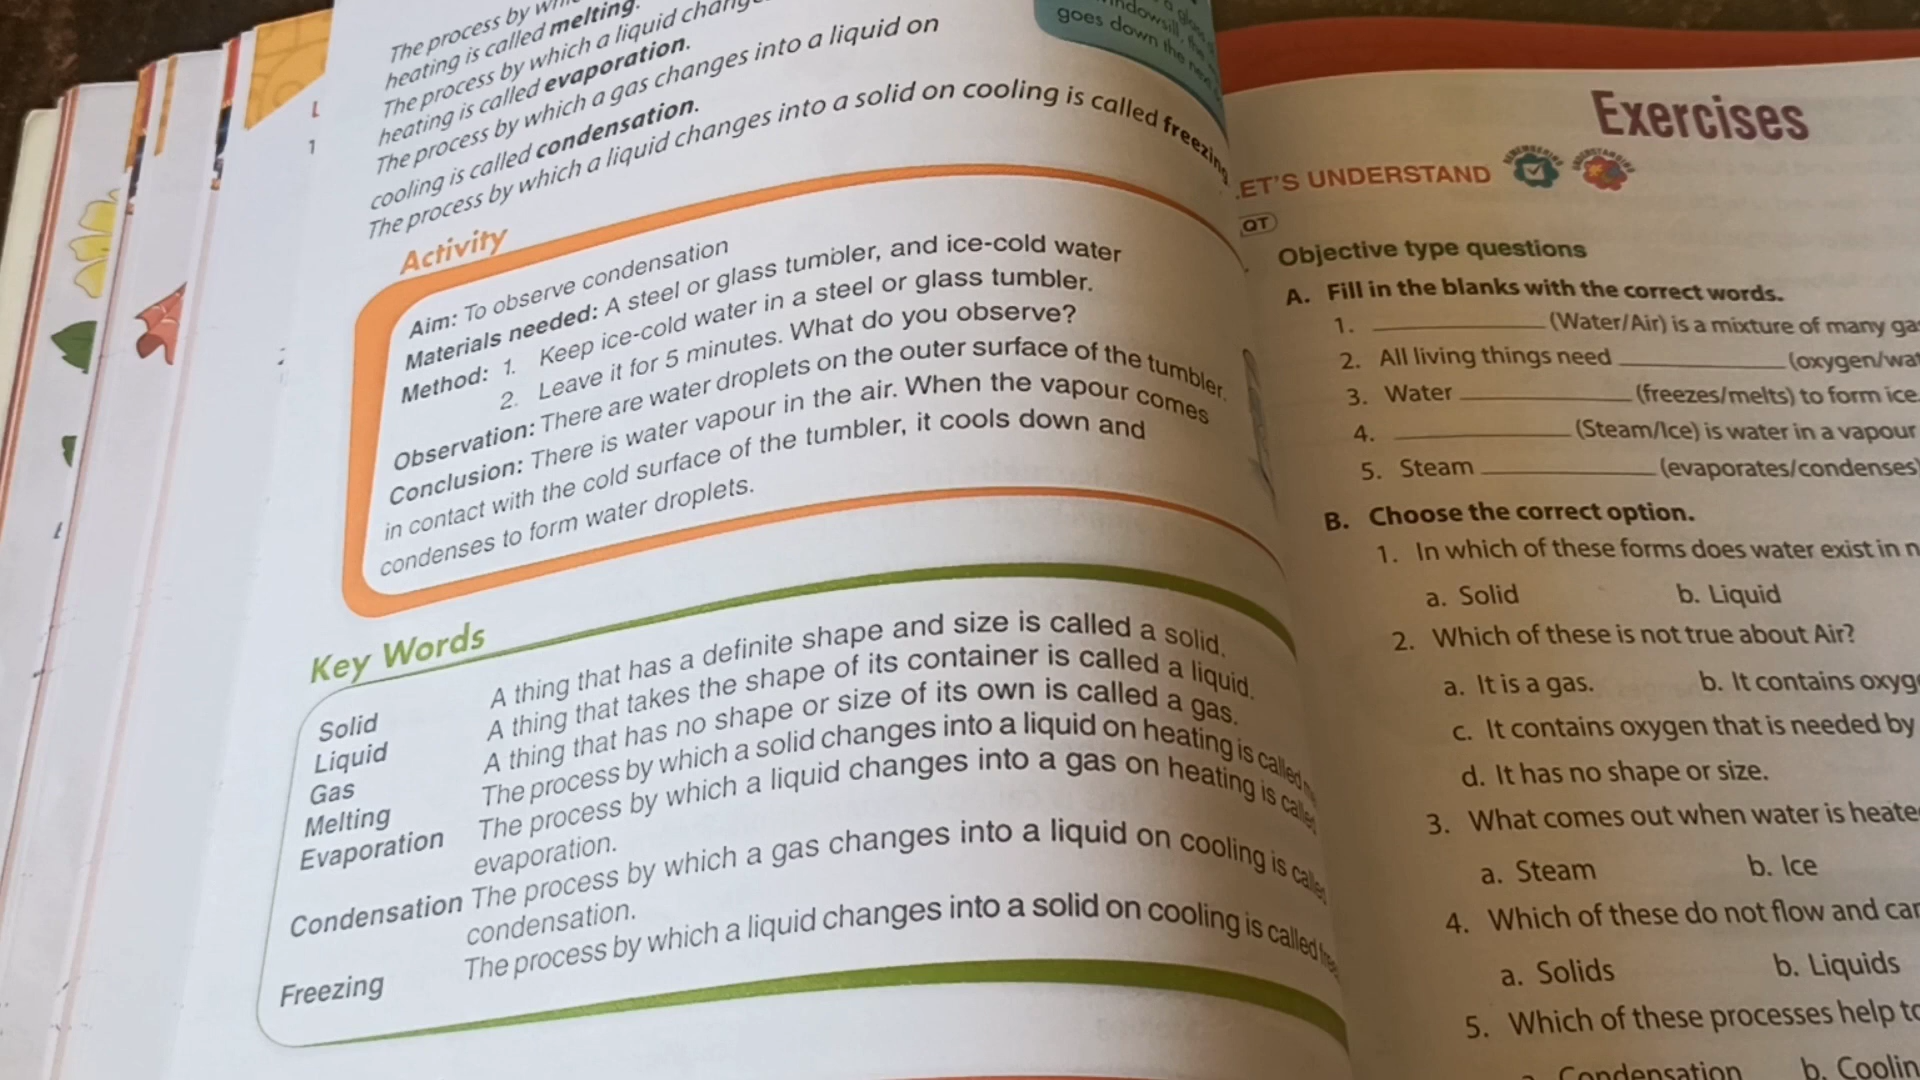 The process by
heating is called melting.
The process by which a liquid
heating is called evaporation.
The process by which a gas changes into a liquid on
cooling is called condensation.
The process by which a liquid changes into a solid on cooling is called freezing
goes down the
Activity
Aim: To observe condensation
Materials needed: A steel or glass tumbler, and ice-cold water
Method: 1. Keep ice-cold water in a steel or glass tumbler.
2. Leave it for 5 minutes. What do you observe?
Observation: There are water droplets on the outer surface of the tumbler.
Conclusion: There is water vapour in the air. When the vapour comes
in contact with the cold surface of the tumbler, it cools down and
condenses to form water droplets.
Key Words
Solid A thing that has a definite shape and size is called a solid.
Liquid A thing that takes the shape of its container is called a liquid.
Gas A thing that has no shape or size of its own is called a gas.
Melting The process by which a solid changes into a liquid on heating is called
Evaporation The process by which a liquid changes into a gas on heating is called
evaporation.
Condensation The process by which a gas changes into a liquid on cooling is called
condensation.
Freezing The process by which a liquid changes into a solid on cooling is called
Exercises
ET'S UNDERSTAND
REMEMBERING
UNDERSTANDING
QT
Objective type questions
A. Fill in the blanks with the correct words.
1. (Water/Air) is a mixture of many
2. All living things need (oxygen/
3. Water (freezes/melts) to form ice.
4. (Steam/Ice) is water in a vapour
5. Steam (evaporates/condenses)
B. Choose the correct option.
1. In which of these forms does water exist in
a. Solid b. Liquid
2. Which of these is not true about Air?
a. It is a gas. b. It contains
c. It contains oxygen that is needed by
d. It has no shape or size.
3. What comes out when water is
a. Steam b. Ice
4. Which of these do not flow and
a. Solids b. Liquids
5. Which of these processes help
Condensation b.